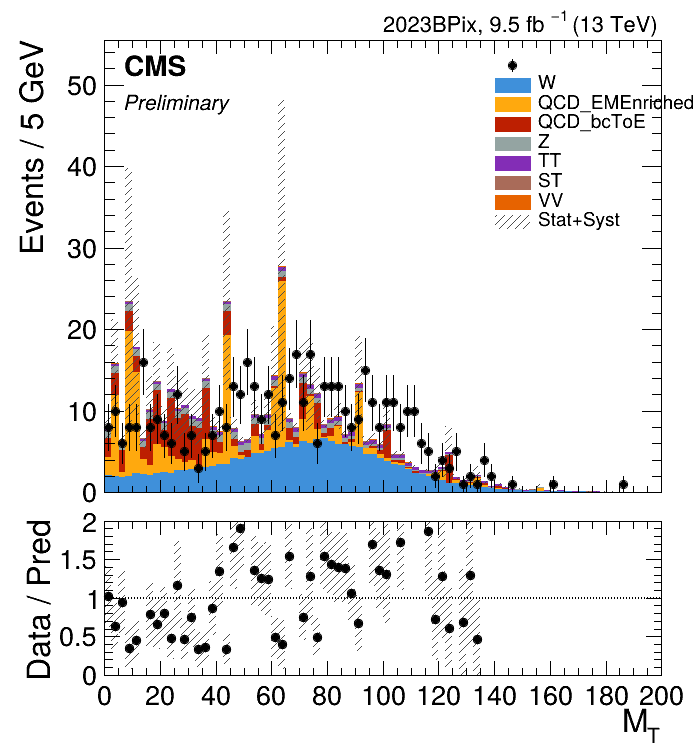 2023BPix, 9.5 fb⁻¹ (13 TeV)
CMS
Preliminary
W
QCD_EMEnriched
QCD_bcToE
Z
TT
ST
VV
Stat+Syst
Events / 5 GeV
50
40
30
20
10
0
Data / Pred
2
1.5
1
0.5
0
0 20 40 60 80 100 120 140 160 180 200
M_T